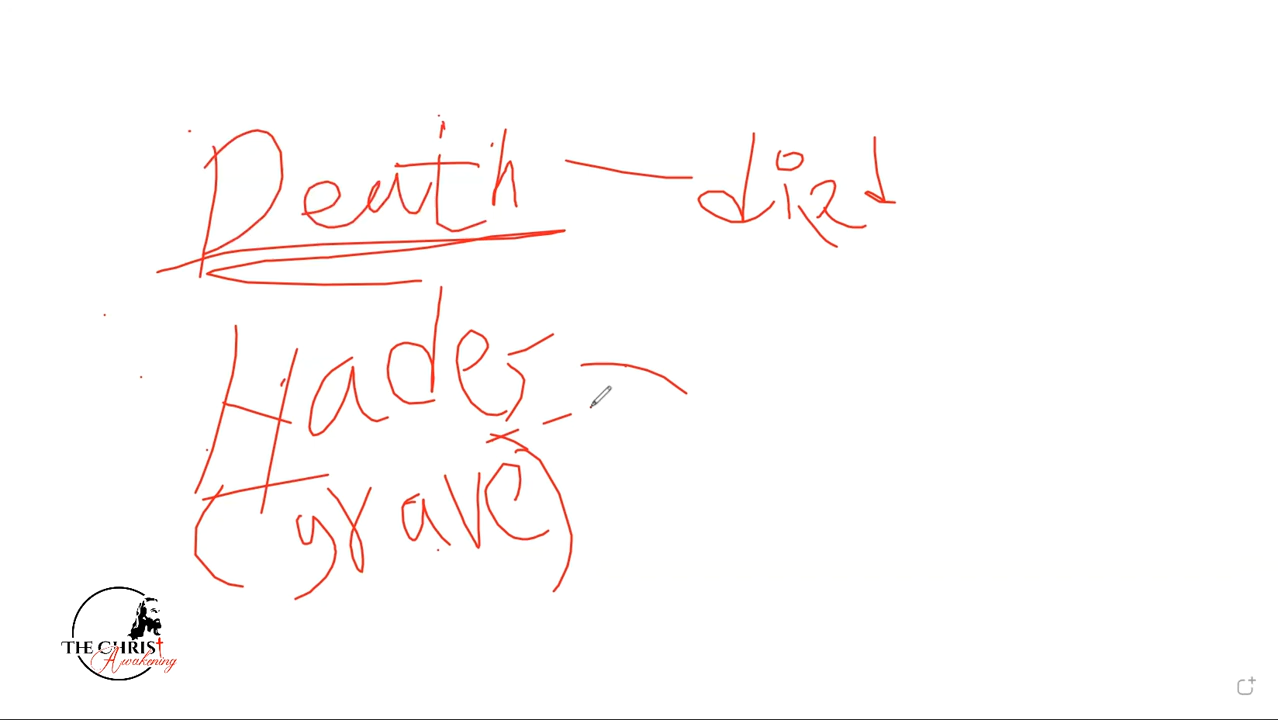 Death — died
Hades
(grave)
THE CHRIST
Awakening